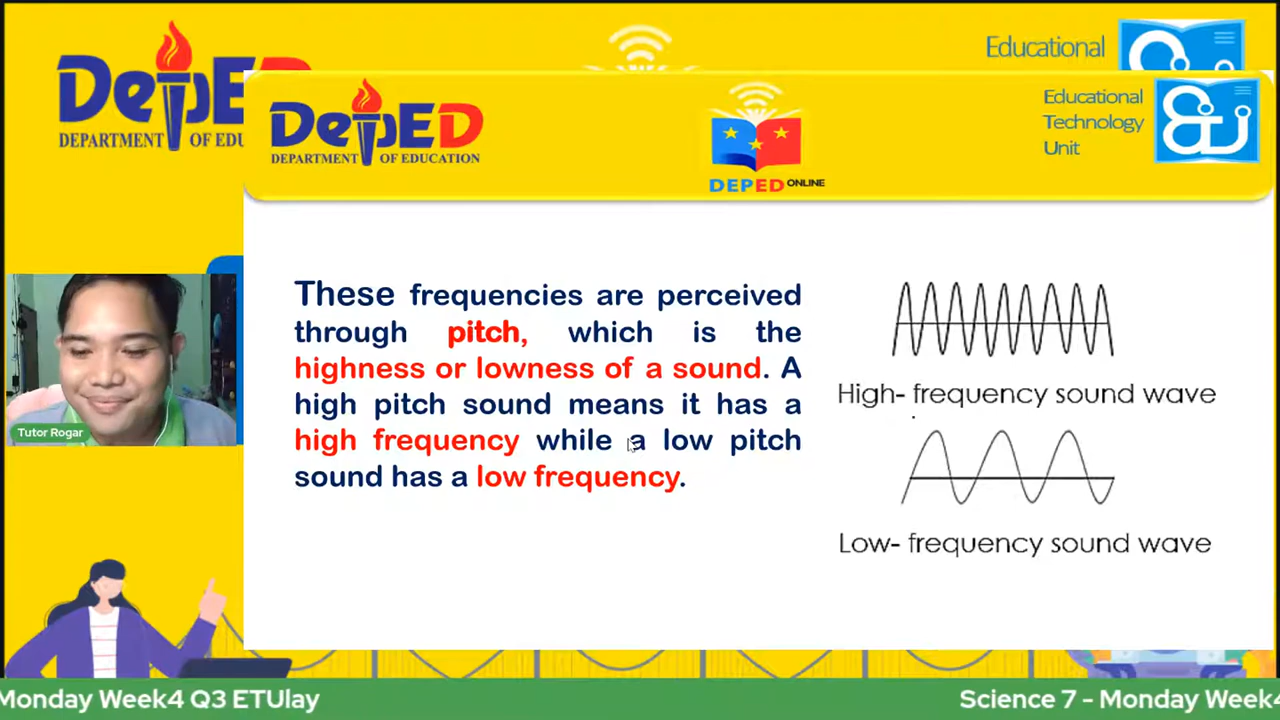 DepED
DEPARTMENT OF EDU
Educational
DepED
DEPARTMENT OF EDUCATION
DEPED ONLINE
Educational
Technology
Unit
These frequencies are perceived
through pitch, which is the
highness or lowness of a sound. A
high pitch sound means it has a
high frequency while a low pitch
sound has a low frequency.
High- frequency sound wave
Low- frequency sound wave
Tutor Rogar
Monday Week4 Q3 ETUlay
Science 7 - Monday Week4